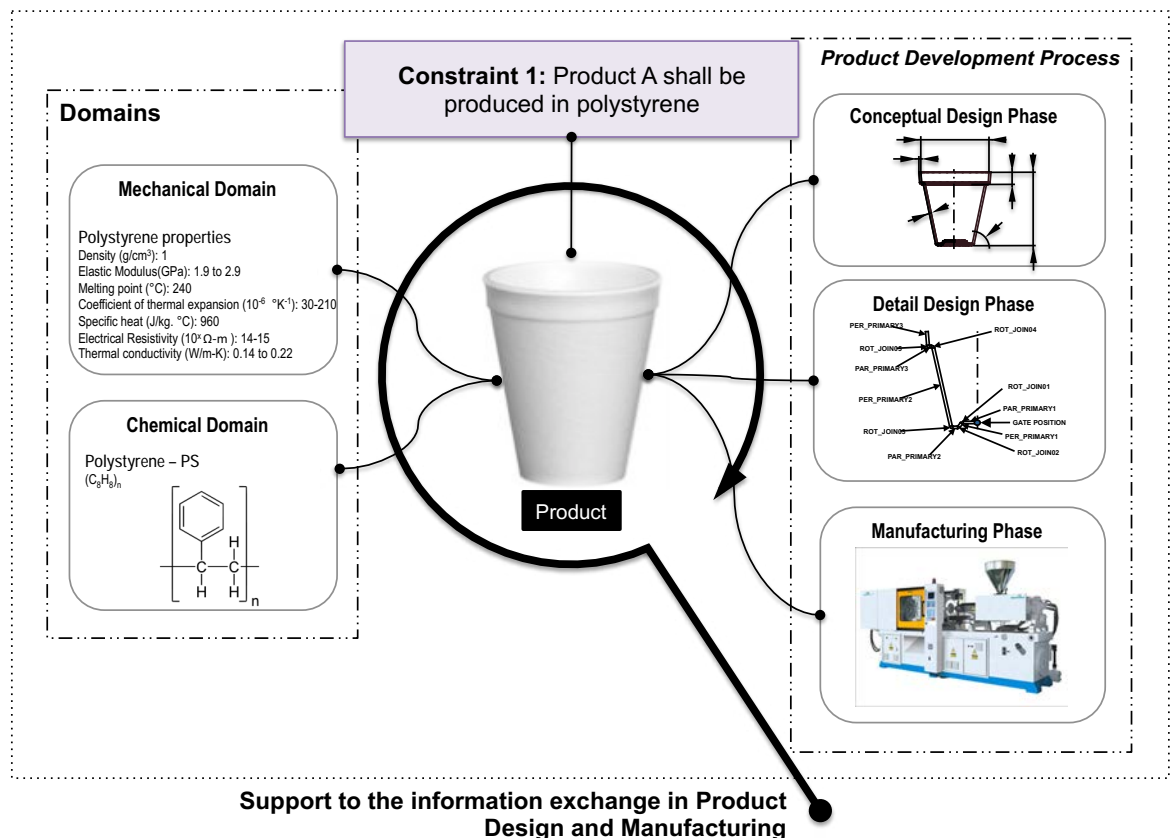 Constraint 1: Product A shall be
produced in polystyrene
Domains
Mechanical Domain
Polystyrene properties
Density (g/cm³): 1
Elastic Modulus(GPa): 1.9 to 2.9
Melting point (°C): 240
Coefficient of thermal expansion (10⁻⁶ °K⁻¹): 30-210
Specific heat (J/kg. °C): 960
Electrical Resistivity (10ˣ Ω-m ): 14-15
Thermal conductivity (W/m-K): 0.14 to 0.22
Chemical Domain
Polystyrene – PS
(C₈H₈)ₙ
H
C
C
H
H
n
Product
Product Development Process
Conceptual Design Phase
Detail Design Phase
PER_PRIMARY3
ROT_JOIN04
ROT_JOIN05
PAR_PRIMARY3
PER_PRIMARY2
ROT_JOIN01
PAR_PRIMARY1
GATE POSITION
ROT_JOIN03
PER_PRIMARY1
PAR_PRIMARY2
ROT_JOIN02
Manufacturing Phase
Support to the information exchange in Product
Design and Manufacturing